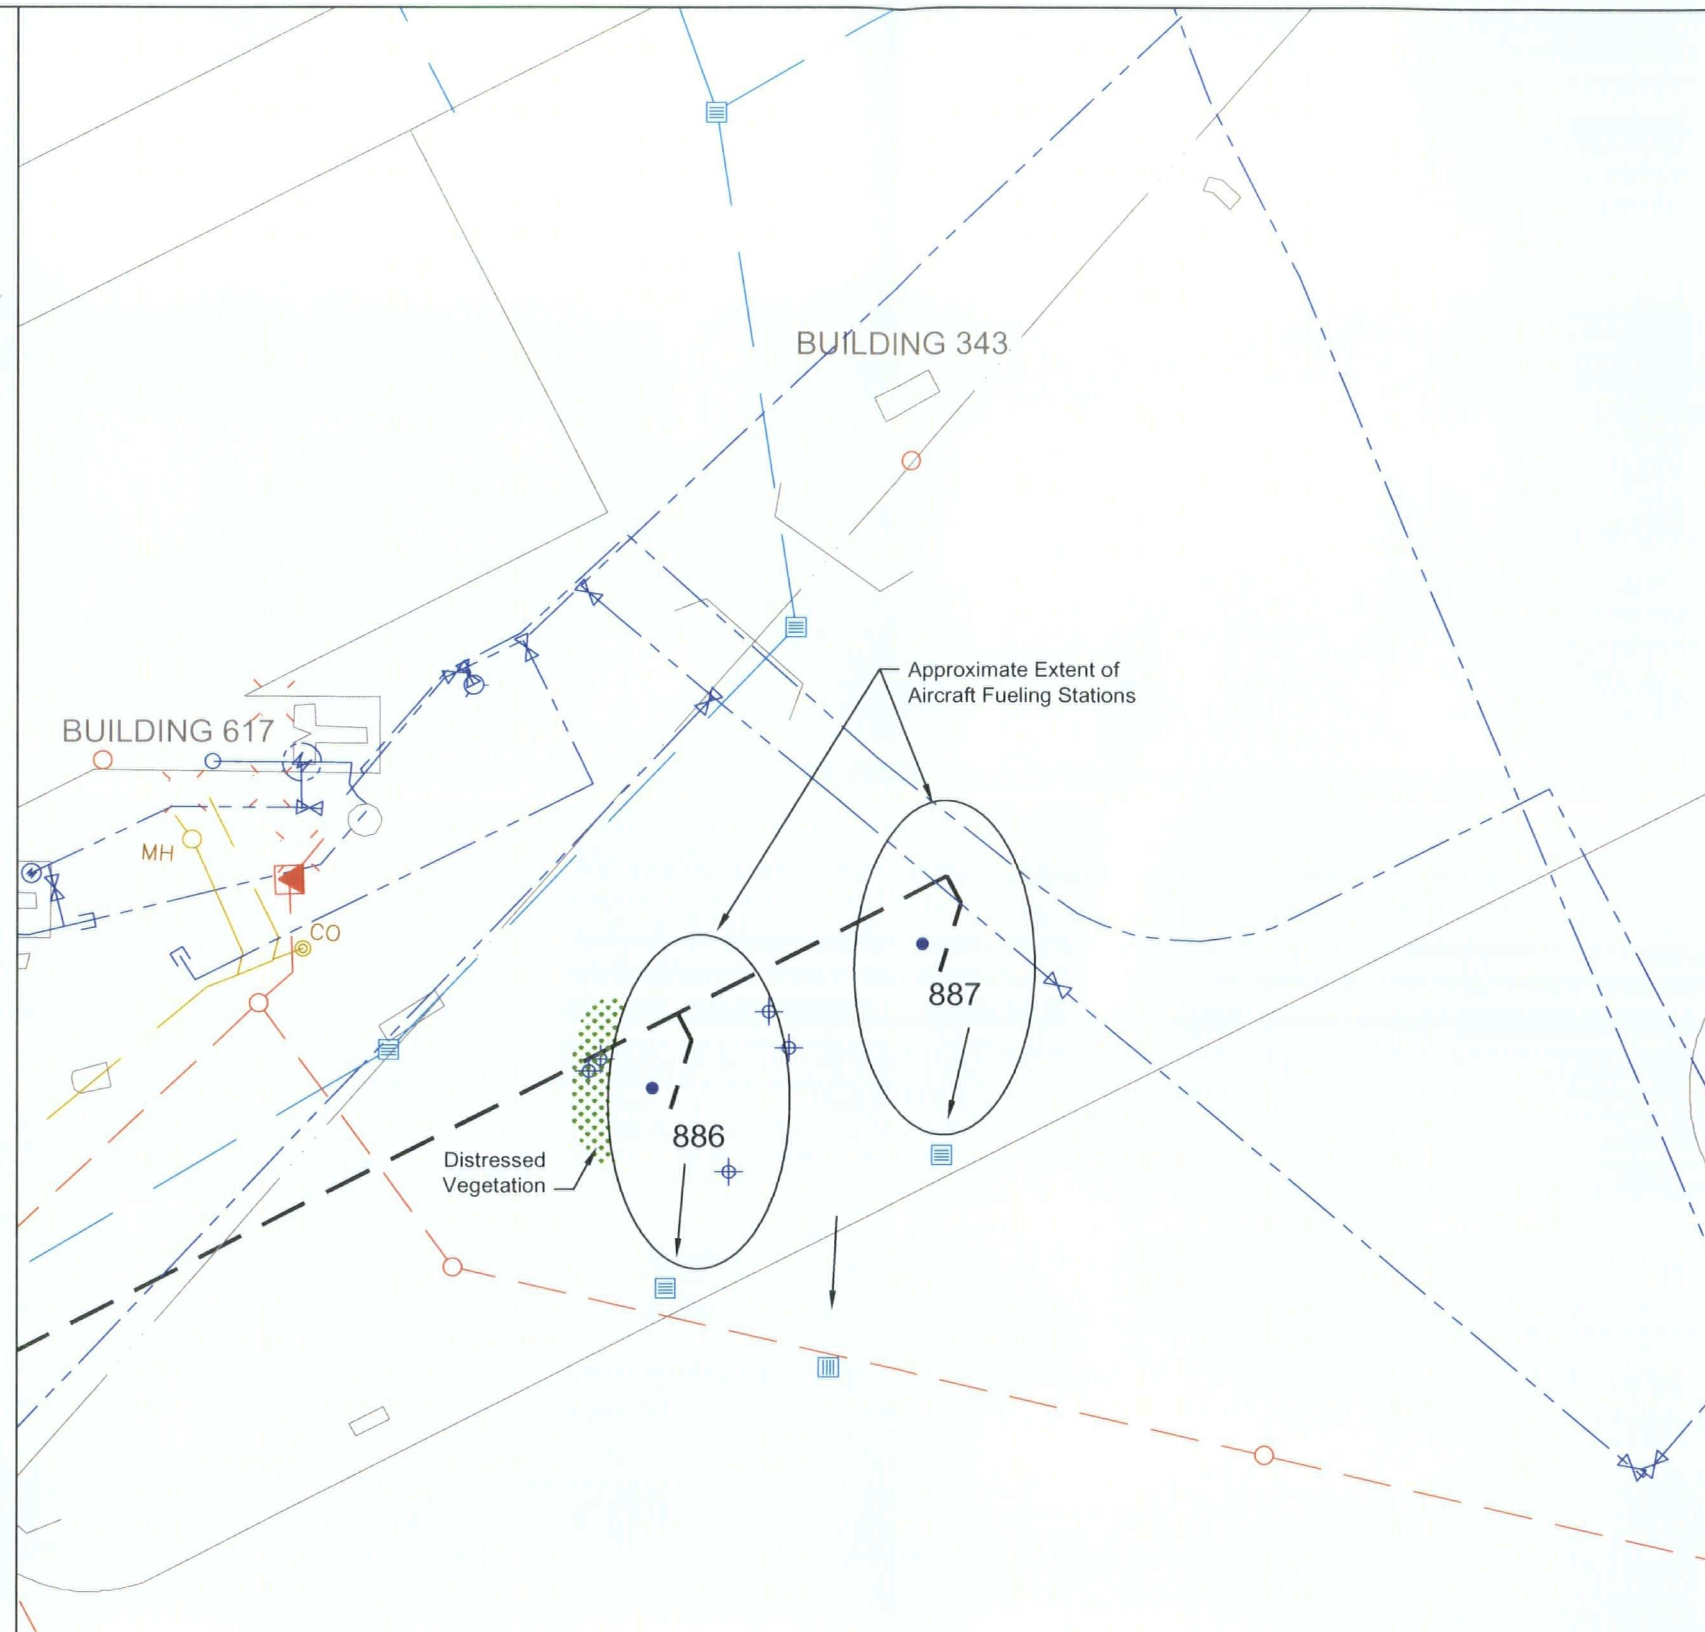 BUILDING 343
Approximate Extent of
Aircraft Fueling Stations
BUILDING 617
MH
CO
887
886
Distressed
Vegetation